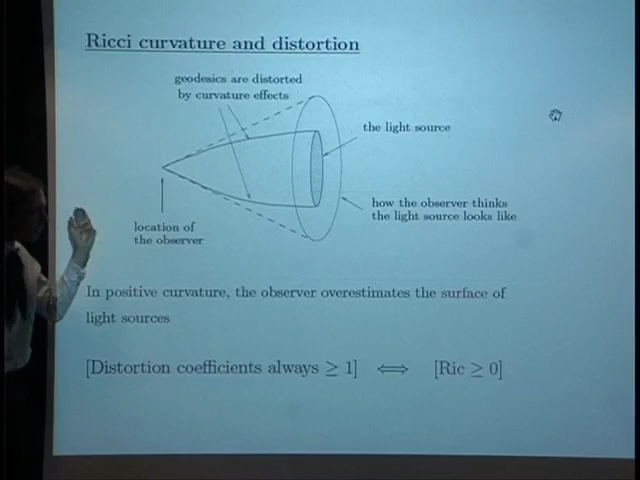 Ricci curvature and distortion
geodesics are distorted
by curvature effects
the light source
how the observer thinks
the light source looks like
location of
the observer
In positive curvature, the observer overestimates the surface of
light sources
[Distortion coefficients always ≥ 1] ⟺ [Ric ≥ 0]